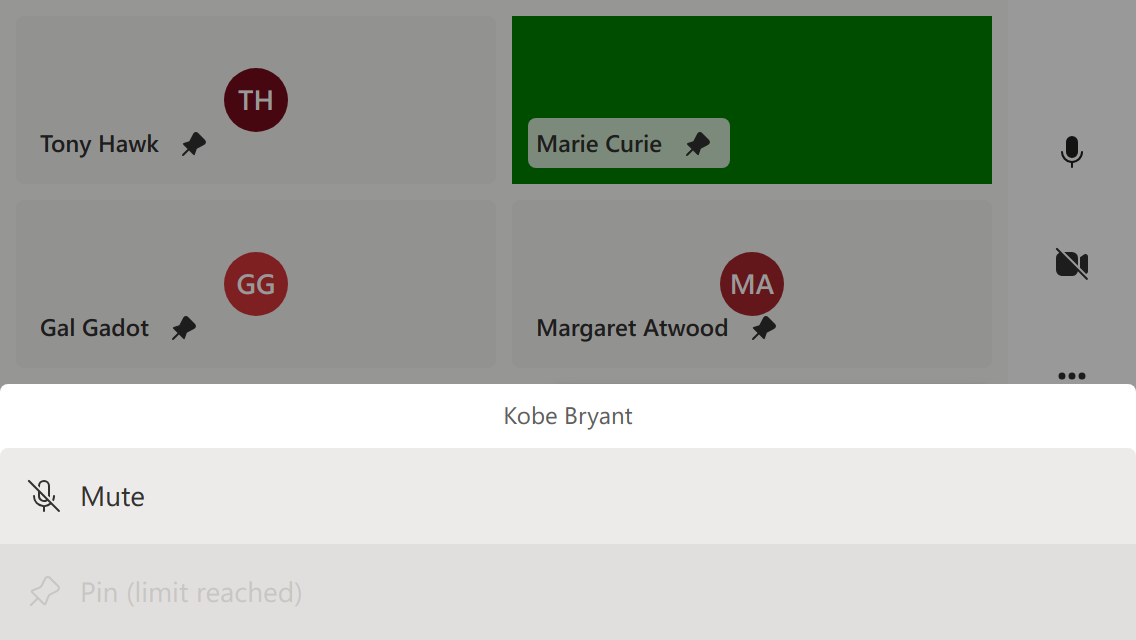 TH
Tony Hawk
Marie Curie
GG
Gal Gadot
MA
Margaret Atwood
Kobe Bryant
Mute
Pin (limit reached)